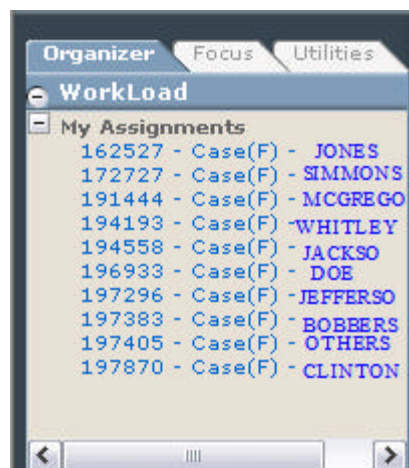 Organizer Focus Utilities
WorkLoad
My Assignments
162527 - Case(F) - JONES
172727 - Case(F) - SIMMONS
191444 - Case(F) - MCGREGO
194193 - Case(F) -WHITLEY
194558 - Case(F) - JACKSO
196933 - Case(F) - DOE
197296 - Case(F) -JEFFERSO
197383 - Case(F) - BOBBERS
197405 - Case(F) - OTHERS
197870 - Case(F) - CLINTON